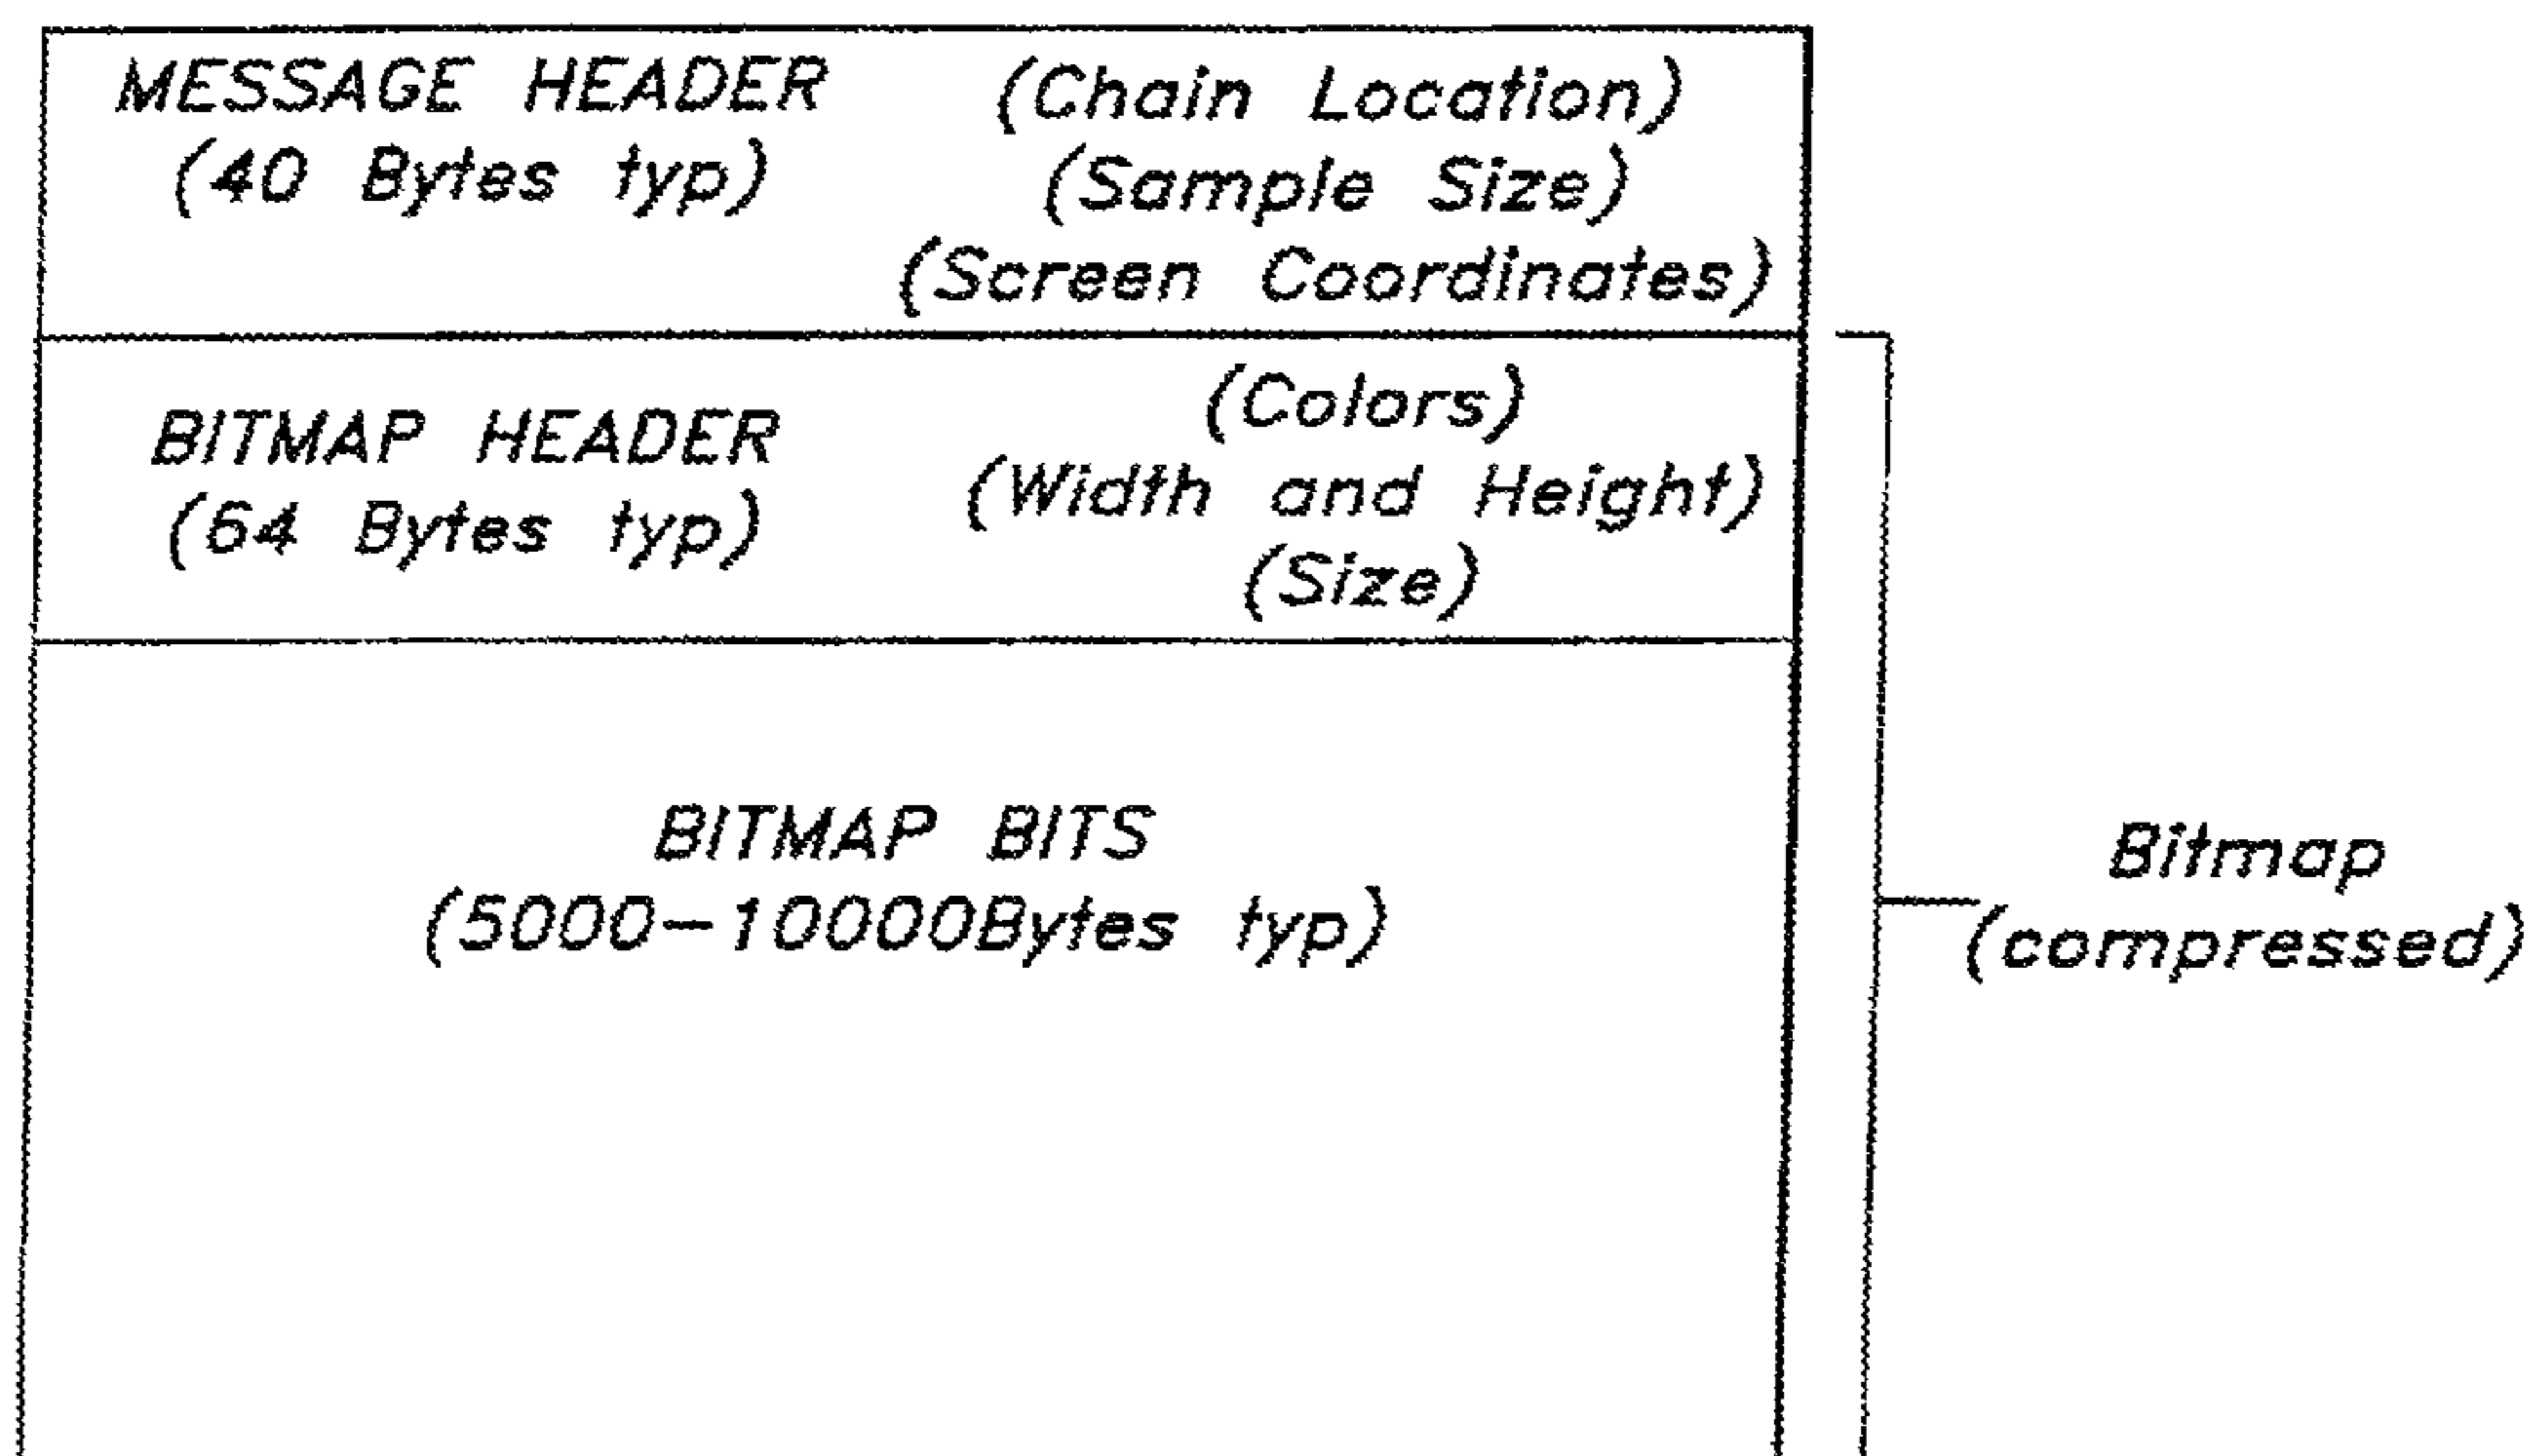 MESSAGE HEADER
(40 Bytes typ)
(Chain Location)
(Sample Size)
(Screen Coordinates)
BITMAP HEADER
(64 Bytes typ)
(Colors)
(Width and Height)
(Size)
BITMAP BITS
(5000-10000Bytes typ)
Bitmap
(compressed)